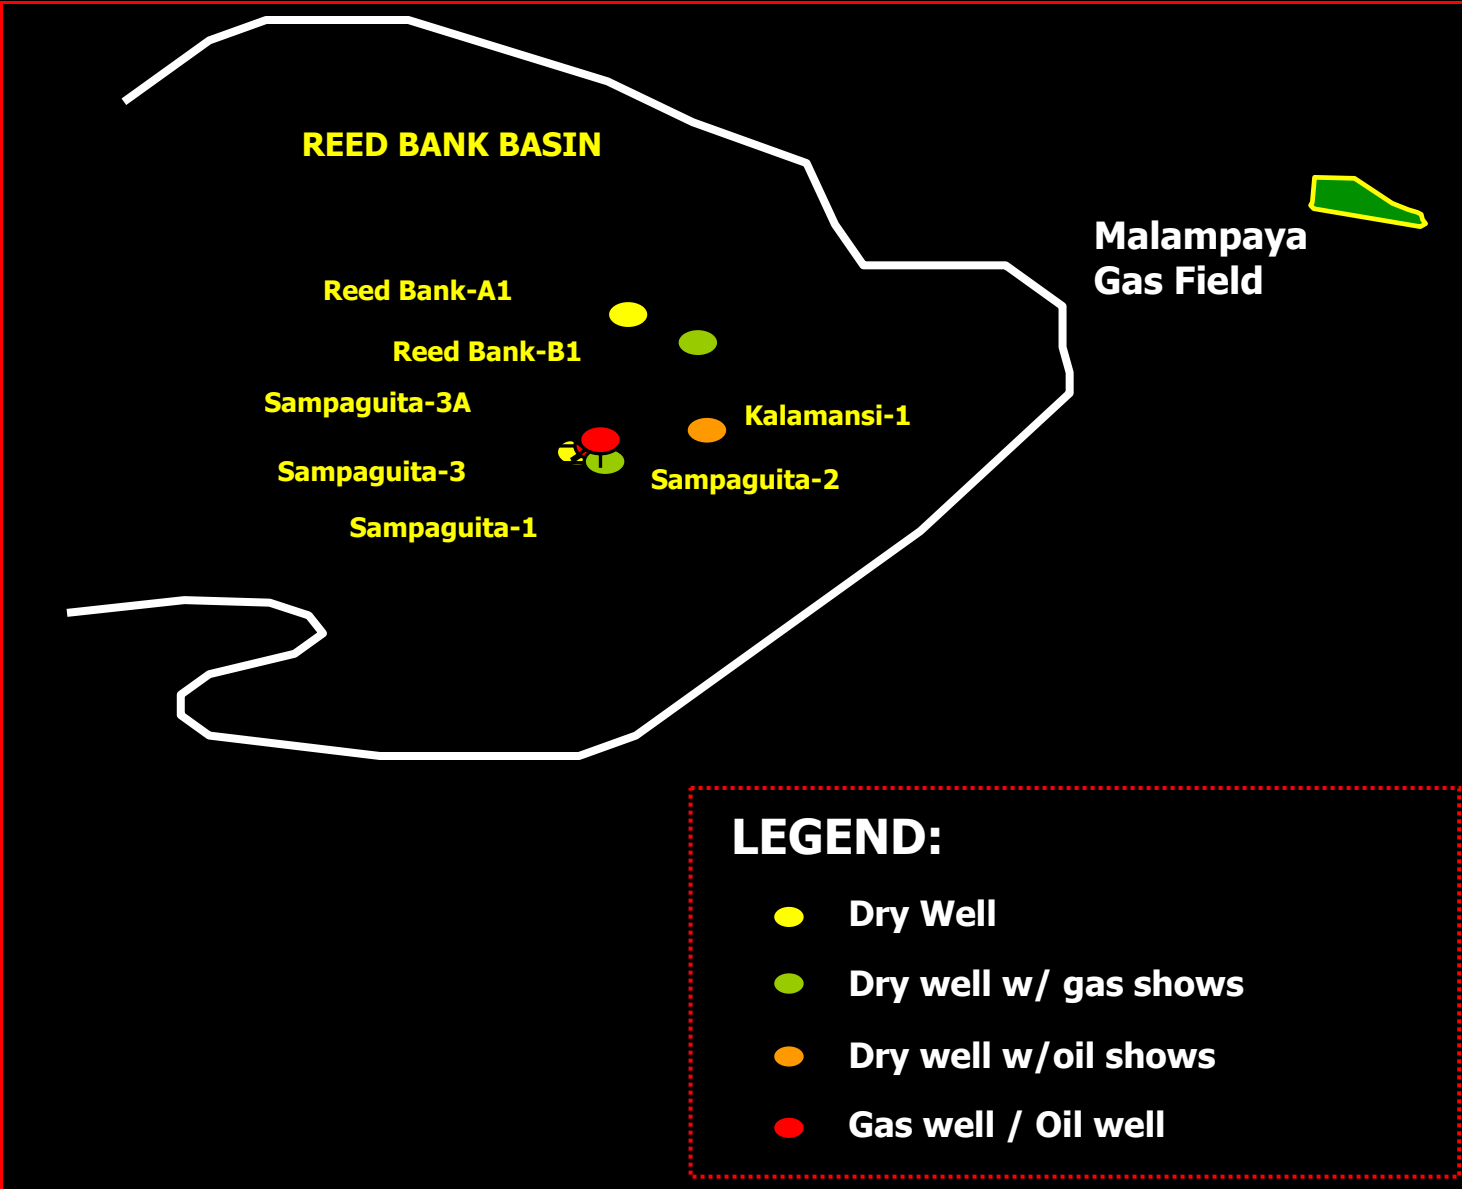 REED BANK BASIN
Malampaya
Gas Field
Reed Bank-A1
Reed Bank-B1
Sampaguita-3A
Kalamansi-1
Sampaguita-3
Sampaguita-2
Sampaguita-1
LEGEND:
Dry Well
Dry well w/ gas shows
Dry well w/oil shows
Gas well / Oil well